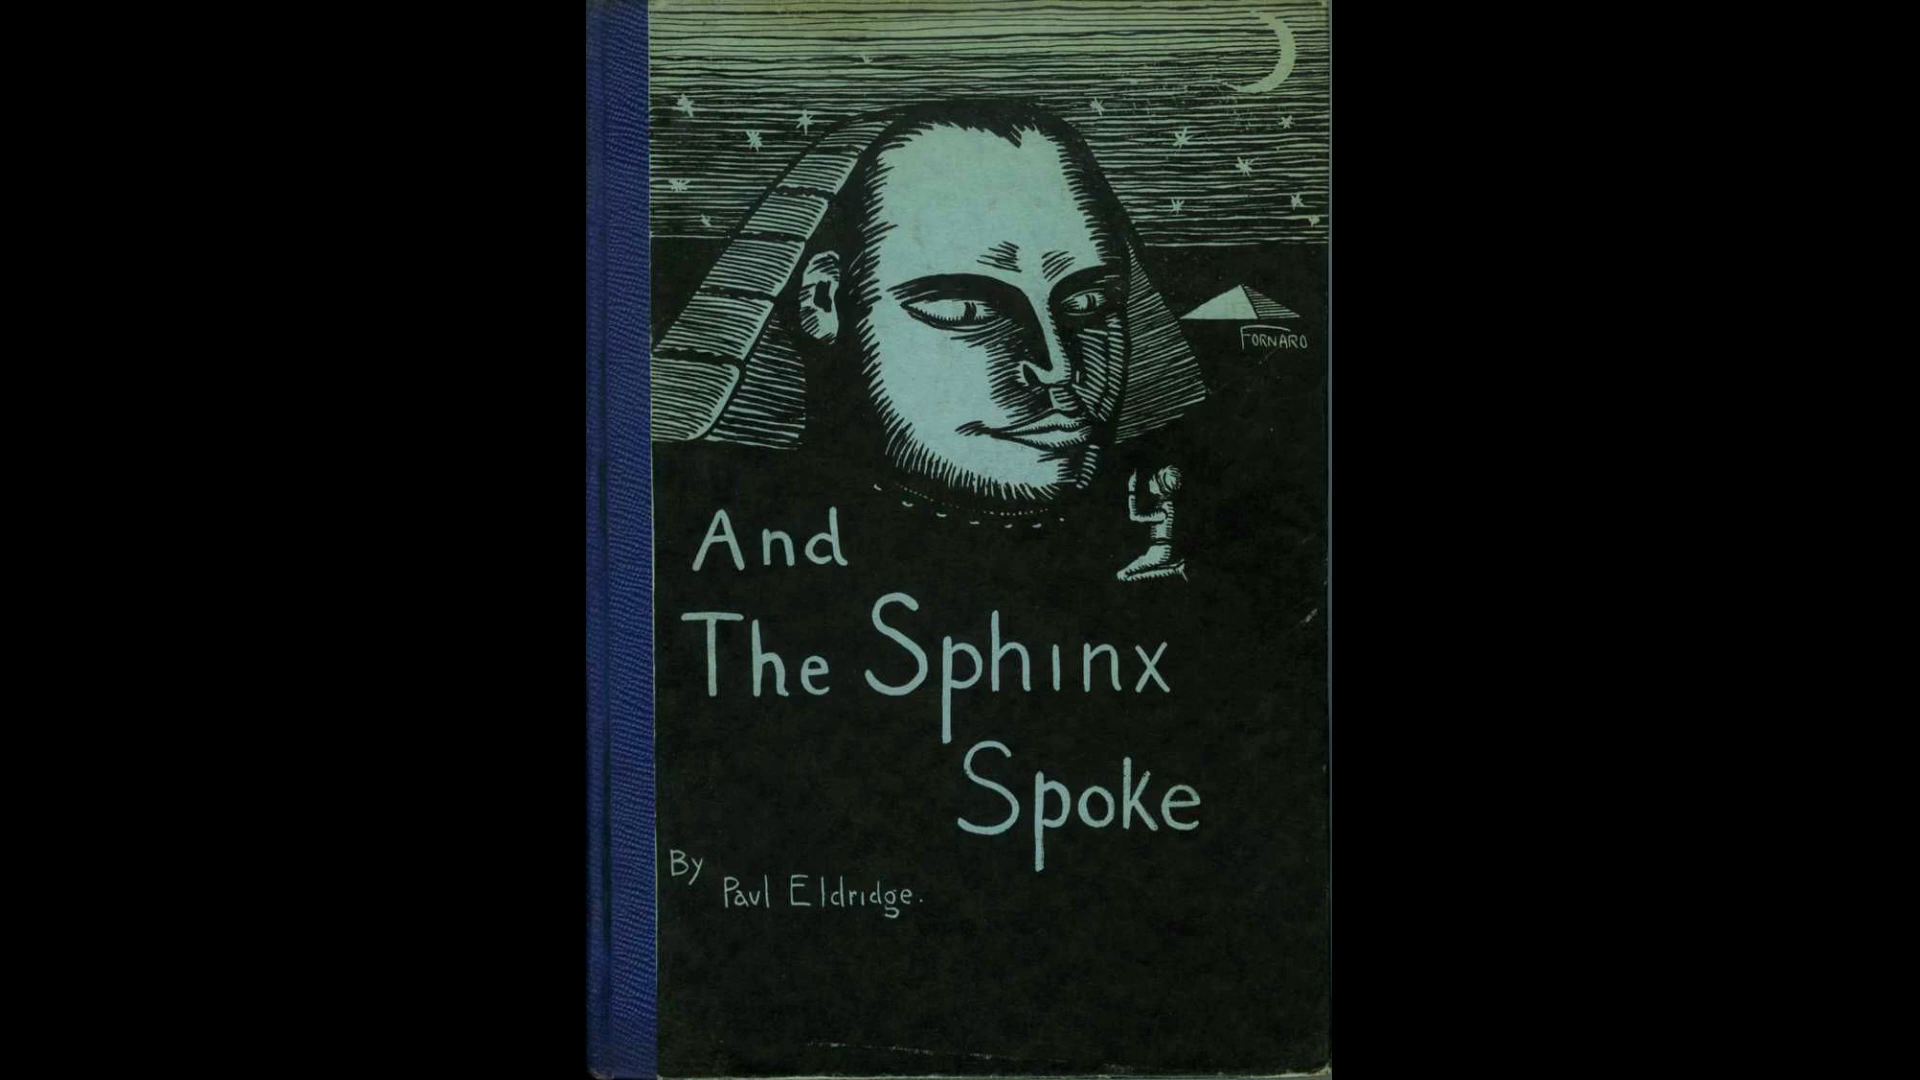 FORNARO
And
The Sphinx
Spoke
By
Paul Eldridge.